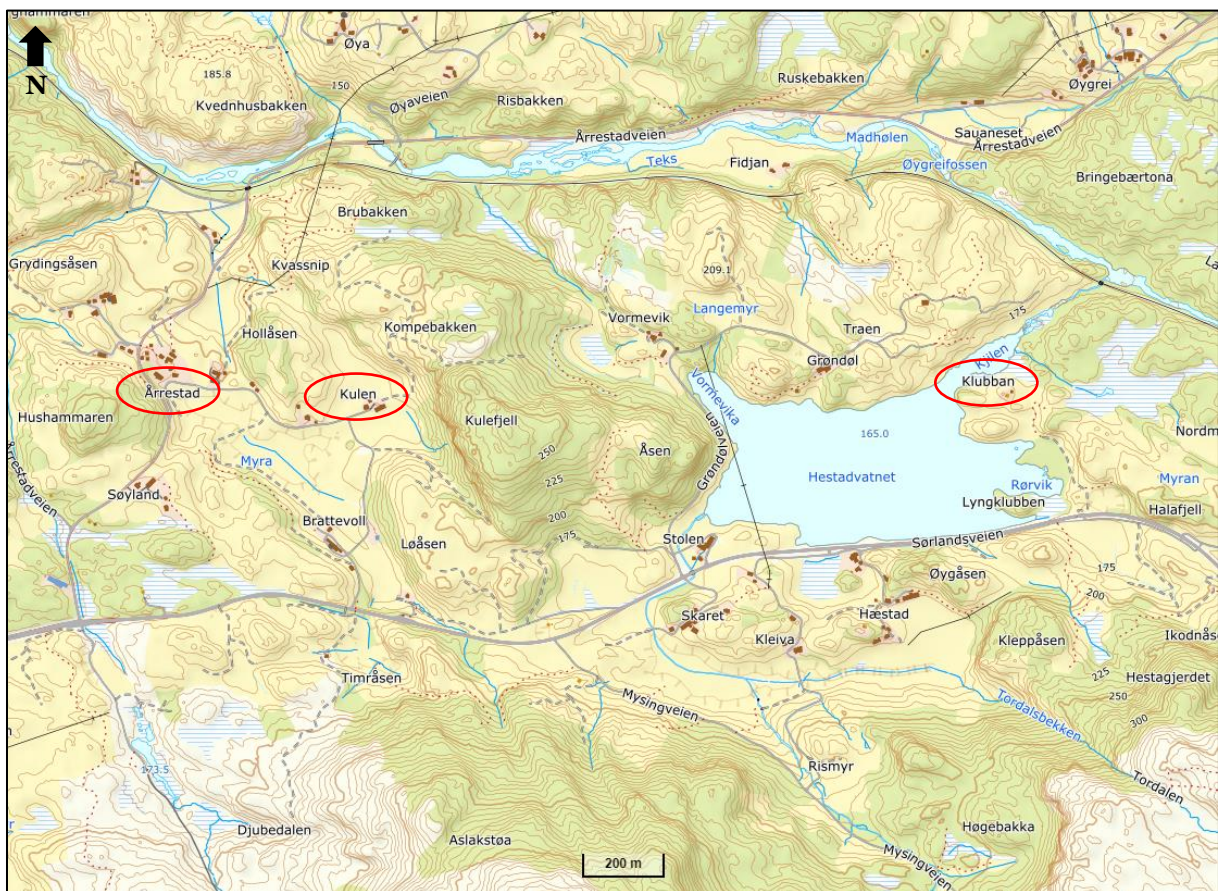 ghammaren
N
Øya
185.8
150
Øyaveien
Kvednhusbakken
Risbakken
Ruskebakken
Øygrei
Årrestadveien
Madhølen
Sauaneset
Årrestadveien
Teks
Fidjan
Øygreifossen
Bringebærtona
Brubakken
Grydingsåsen
Kvassnip
209.1
La
Langemyr
175
Hollåsen
Kompebakken
Vormevik
Traen
Grøndøl
Kjilen
Årrestad
Kulen
Vormevika
Klubban
Hushammaren
Kulefjell
165.0
Nordm
250
Åsen
Grøndølveien
Myra
225
Hestadvatnet
Rørvik
Myran
Årrestadveien
Søyland
Lyngklubben
Halafjell
Brattevoll
200
Løåsen
175
Stolen
Sørlandsveien
Øygåsen
175
200
Skaret
Hæstad
Kleiva
Kleppåsen
Ikodnås
Timråsen
225
Hestagjerdet
250
Mysingveien
Tordalsbekken
300
173.5
Rismyr
Tordalen
Djubedalen
Aslakstøa
Høgebakka
200 m
Mysingveien